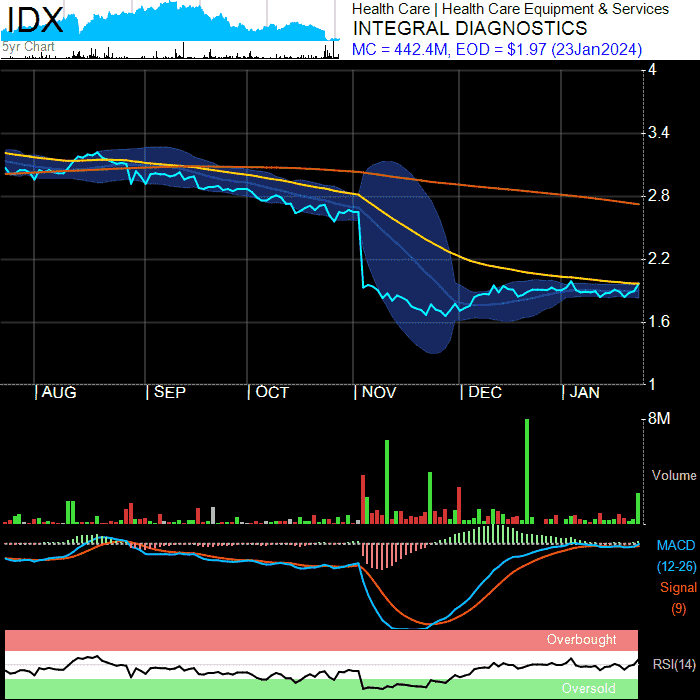 IDX
5yr Chart
Health Care | Health Care Equipment & Services
INTEGRAL DIAGNOSTICS
MC = 442.4M, EOD = $1.97 (23Jan2024)
4
3.4
2.8
2.2
1.6
1
| AUG | SEP | OCT | NOV | DEC | JAN
8M
Volume
MACD
(12-26)
Signal
(9)
Overbought
RSI(14)
Oversold